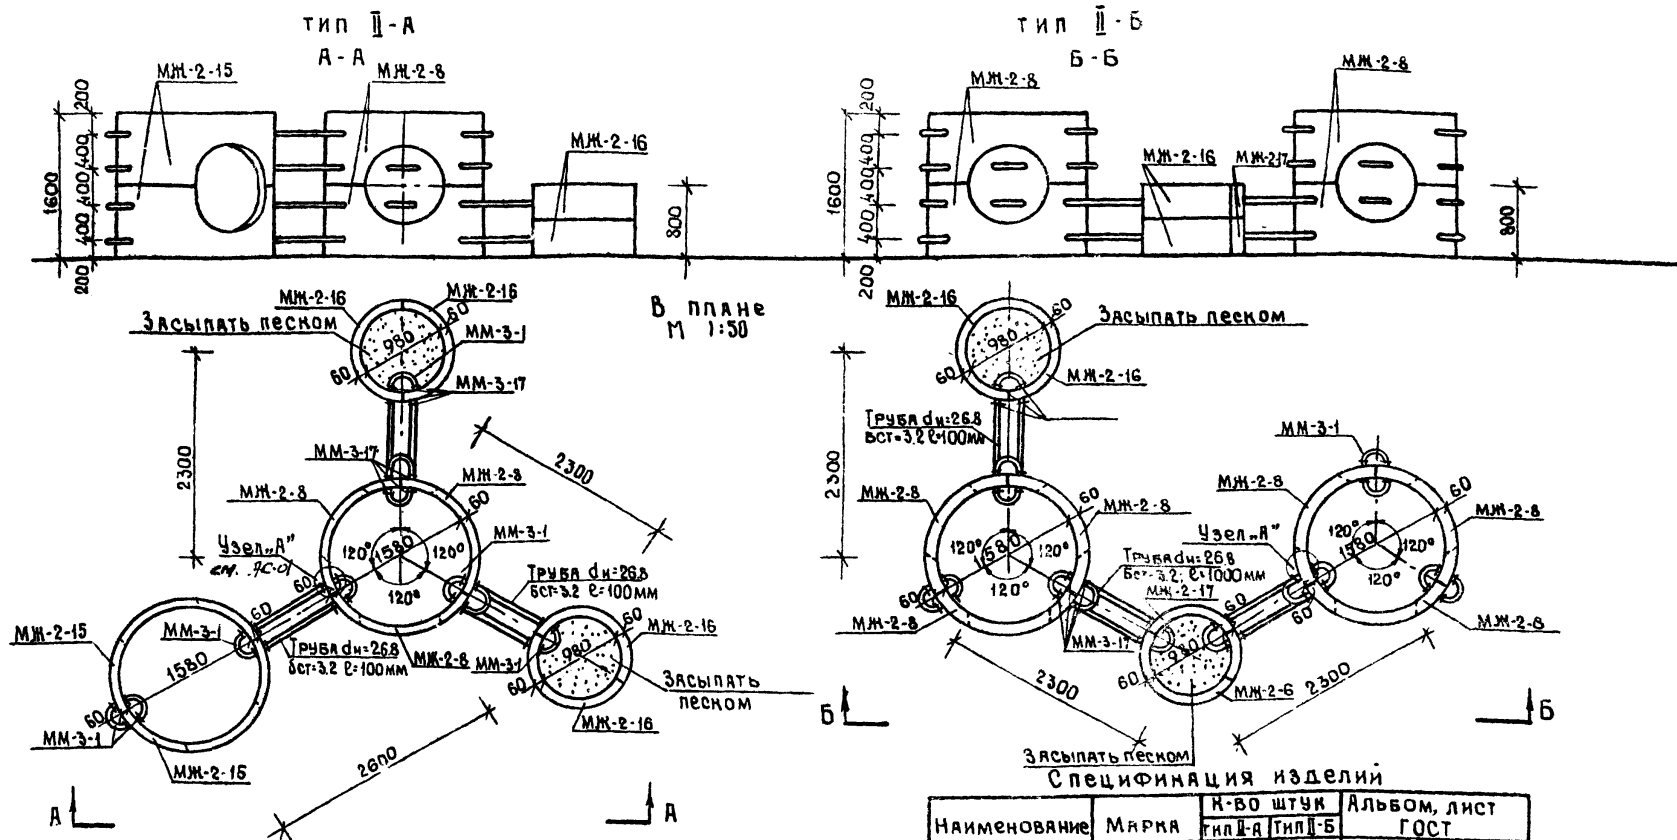 ТИП II-А
А-А
МЖ-2-15
МЖ-2-8
МЖ-2-16
1600
200
400
400
400
200
800
ТИП II-Б
Б-Б
МЖ-2-8
МЖ-2-8
МЖ-2-16
МЖ-2-17
1600
200
400
400
400
200
800
В ПЛАНЕ
М 1:50
МЖ-2-16
МЖ-2-16
ЗАСЫПАТЬ ПЕСКОМ
60
980
60
ММ-3-1
ММ-3-17
2300
ММ-3-17
МЖ-2-8
МЖ-2-8
60
2300
УЗЕЛ „А"
см. АС-01
120°
1580
120°
120°
ММ-3-1
60
ТРУБА dн=26.8
δст=3.2 ℓ=100мм
МЖ-2-15
ММ-3-1
60
1580
ТРУБА dн=26.8
δст=3.2 ℓ=100мм
МЖ-2-8
ММ-3-1
60
980
60
МЖ-2-16
ЗАСЫПАТЬ
ПЕСКОМ
МЖ-2-16
60
ММ-3-1
МЖ-2-15
2600
А
А
МЖ-2-16
60
980
60
ЗАСЫПАТЬ ПЕСКОМ
МЖ-2-16
ТРУБА dн=26.8
δст=3.2 ℓ=100мм
2300
МЖ-2-8
60
МЖ-2-8
120°
1580
120°
120°
60
МЖ-2-8
ММ-3-17
ТРУБА dн=26.8
δст=3.2; ℓ=1000мм
МЖ-2-17
УЗЕЛ „А"
ММ-3-1
МЖ-2-8
60
МЖ-2-8
120°
1580
120°
120°
60
60
МЖ-2-8
980
60
МЖ-2-6
2300
2300
Б
Б
ЗАСЫПАТЬ ПЕСКОМ
СПЕЦИФИКАЦИЯ ИЗДЕЛИЙ
НАИМЕНОВАНИЕ
МАРКА
К-ВО ШТУК
ТИП II-А
ТИП II-Б
АЛЬБОМ, ЛИСТ
ГОСТ